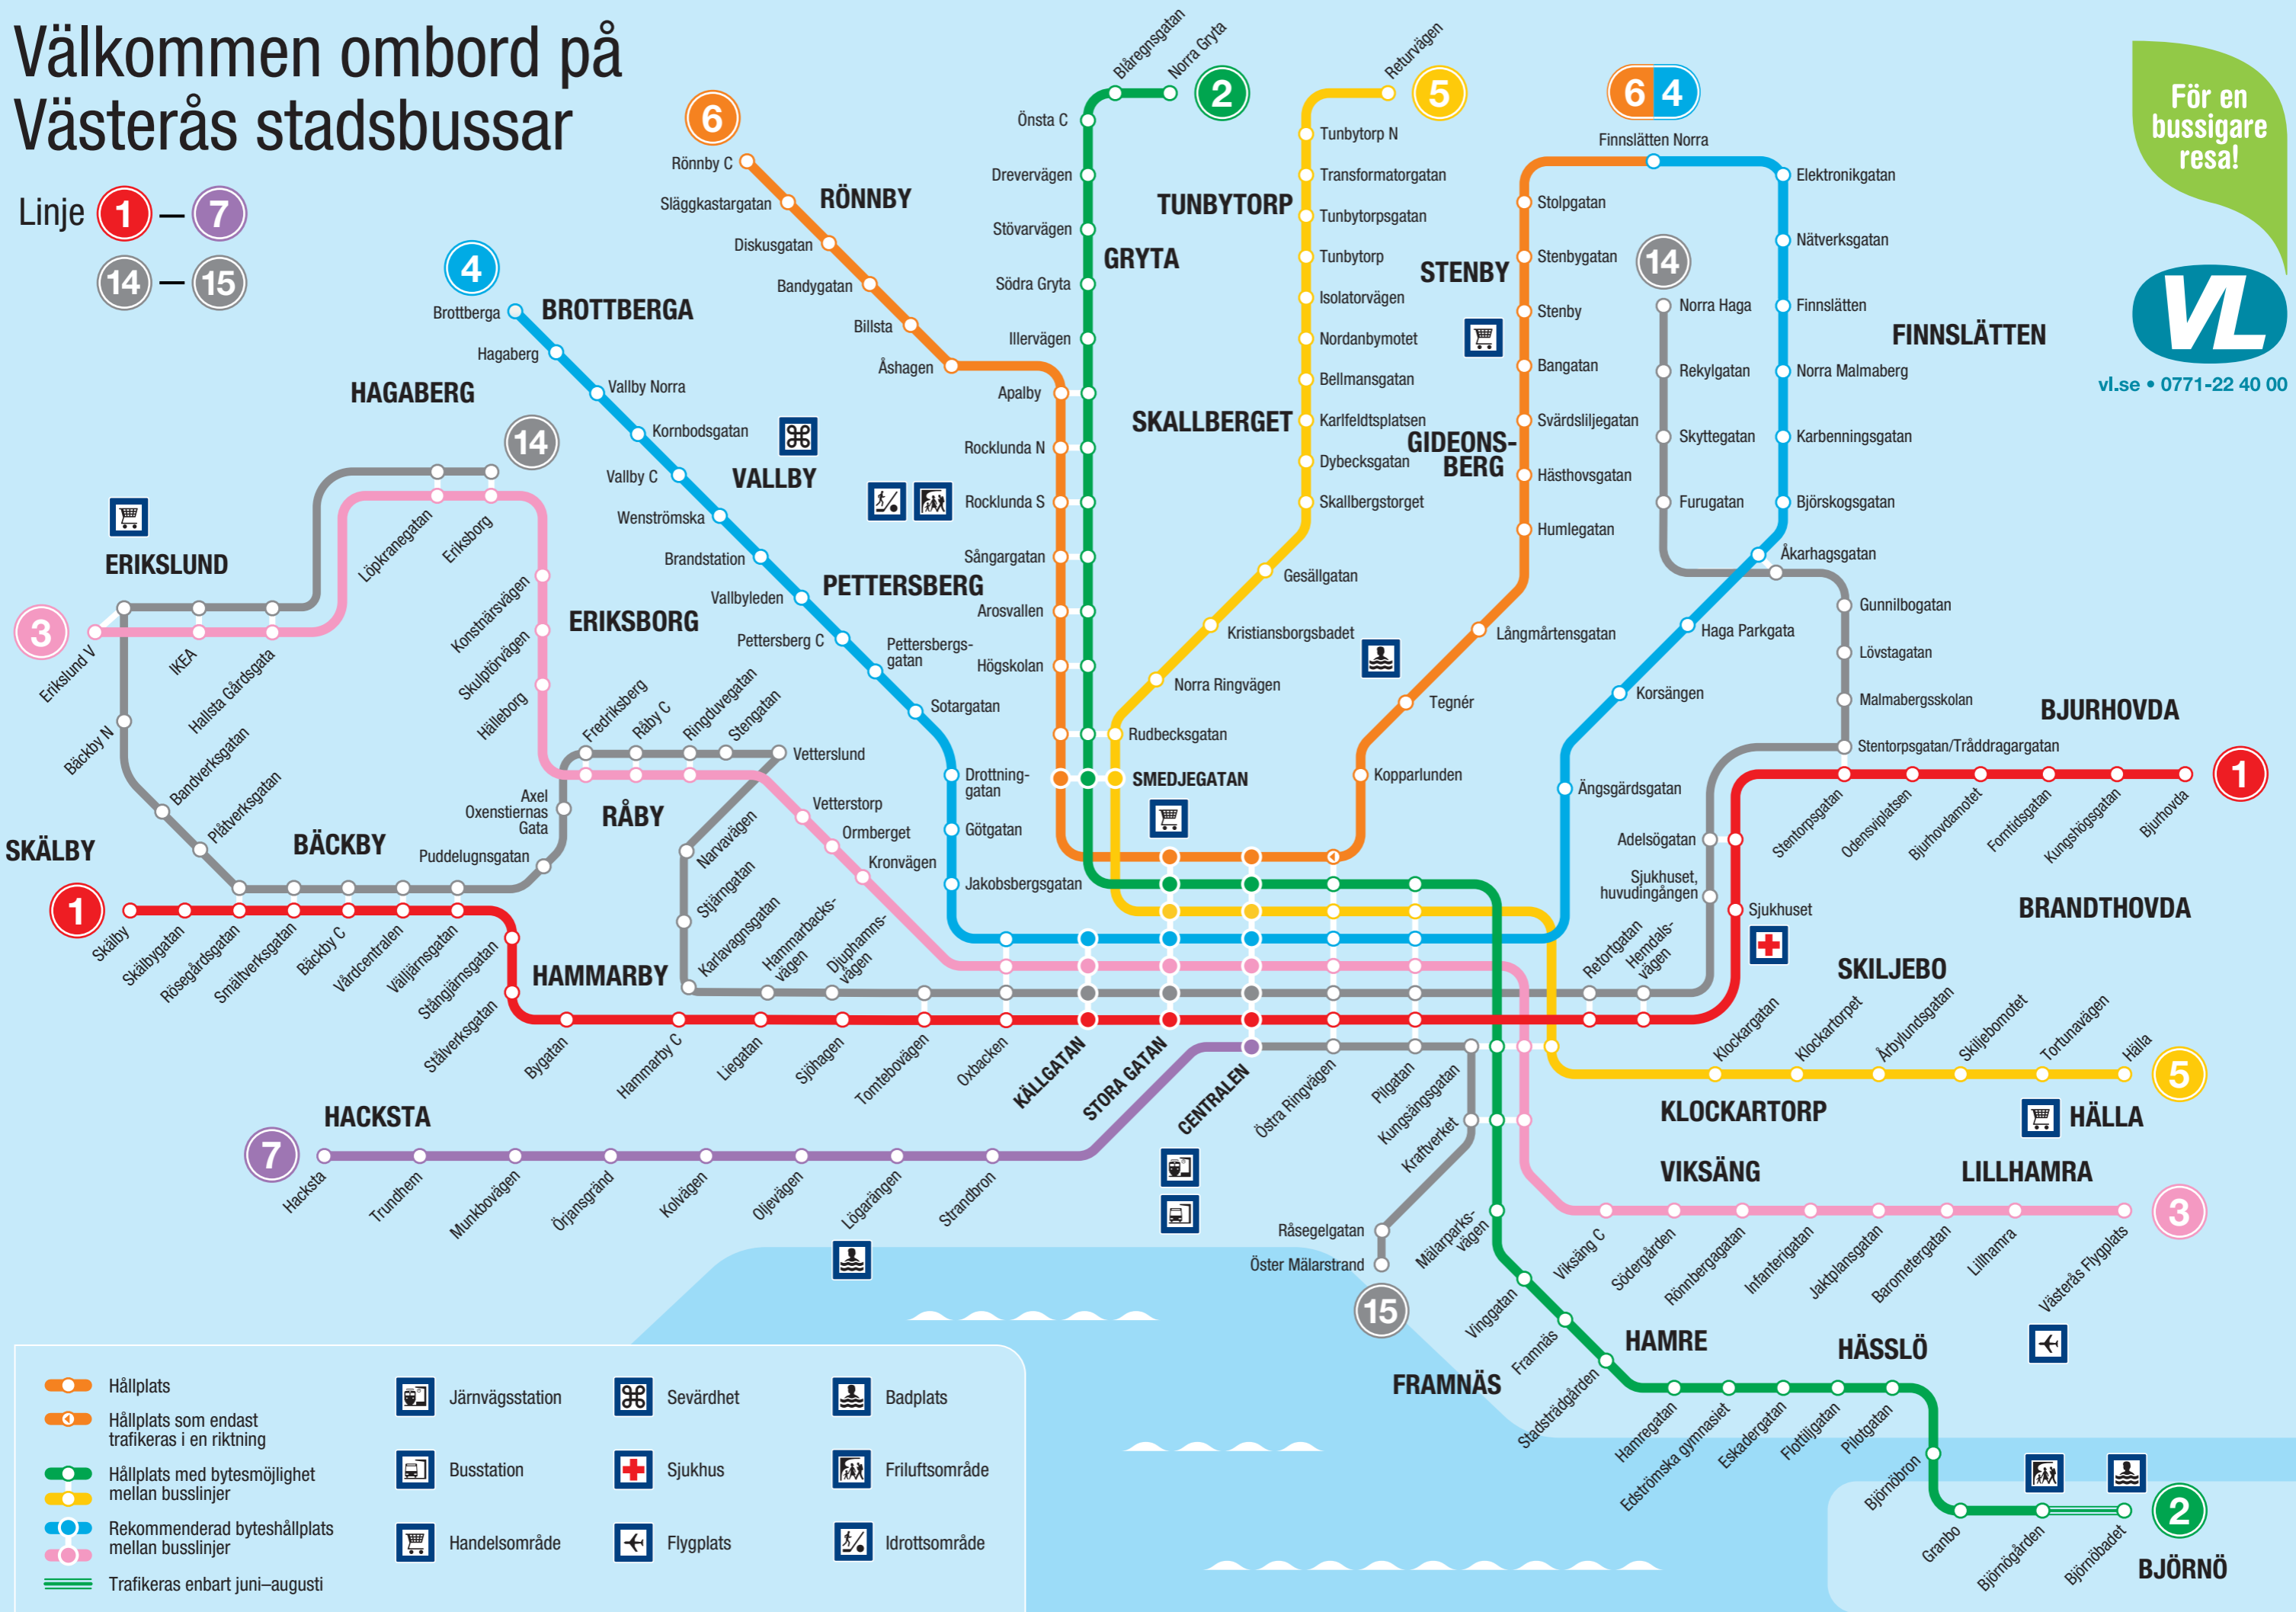 Välkommen ombord på
Västerås stadsbussar
Linje 1 – 7
14 – 15
För en
bussigare
resa!
VL
vl.se • 0771-22 40 00
6
Rönnby C
Släggkastargatan
Diskusgatan
Bandygatan
Billsta
Åshagen
RÖNNBY
4
Brottberga
Hagaberg
Vallby Norra
Kornbodsgatan
Vallby C
Wenströmska
Brandstation
Vallbyleden
Pettersberg C
Pettersbergs-
gatan
Sotargatan
Drottning-
gatan
Götgatan
Jakobsbergsgatan
BROTTBERGA
HAGABERG
VALLBY
PETTERSBERG
Blåregnsgatan
Norra Gryta
2
Önsta C
Drevervägen
Stövarvägen
Södra Gryta
Illervägen
Apalby
Rocklunda N
Rocklunda S
Sångargatan
Arosvallen
Högskolan
GRYTA
Returvägen
5
Tunbytorp N
Transformatorgatan
Tunbytorpsgatan
Tunbytorp
Isolatorvägen
Nordanbymotet
Bellmansgatan
Karlfeldtsplatsen
Dybecksgatan
Skallbergstorget
Gesällgatan
Kristiansborgsbadet
Norra Ringvägen
Rudbecksgatan
SMEDJEGATAN
TUNBYTORP
SKALLBERGET
6 4
Finnslätten Norra
Stolpgatan
Stenbygatan
Stenby
Bangatan
Svärdsliljegatan
Hästhovsgatan
Humlegatan
Långmårtensgatan
Tegnér
Kopparlunden
STENBY
GIDEONS-
BERG
14
Norra Haga
Rekylgatan
Skyttegatan
Furugatan
Elektronikgatan
Nätverksgatan
Finnslätten
Norra Malmaberg
Karbenningsgatan
Björskogsgatan
Åkarhagsgatan
Haga Parkgata
Korsängen
Ängsgärdsgatan
FINNSLÄTTEN
Gunnilbogatan
Lövstagatan
Malmabergsskolan
Stentorpsgatan/Tråddragargatan
Adelsögatan
Sjukhuset,
huvudingången
Sjukhuset
Retortgatan
Hemdals-
vägen
BJURHOVDA
1
Stentorpsgatan
Odensviplatsen
Bjurhovdamotet
Forntidsgatan
Kungshögsgatan
Bjurhovda
BRANDTHOVDA
SKILJEBO
14
ERIKSLUND
3
Erikslund V
IKEA
Hallsta Gårdsgata
Löpkranegatan
Eriksborg
Konstnärsvägen
Skulptörvägen
Hälleborg
ERIKSBORG
Bäckby N
Bandverksgatan
Plåtverksgatan
Fredriksberg
Råby C
Ringduvegatan
Stengatan
Vetterslund
Axel
Oxenstiernas
Gata
Puddelugnsgatan
RÅBY
Vetterstorp
Ormberget
Kronvägen
Narvavägen
Stjärngatan
Karlavagnsgatan
Hammarbacks-
vägen
Djuphamns-
vägen
SKÄLBY
BÄCKBY
1
Skälby
Skälbygatan
Rösegårdsgatan
Smältverksgatan
Bäckby C
Vårdcentralen
Väljärnsgatan
Stångjärnsgatan
Stålverksgatan
HAMMARBY
Bygatan
Hammarby C
Liegatan
Sjöhagen
Tomtebovägen
Oxbacken
KÄLLGATAN
STORA GATAN
CENTRALEN
Östra Ringvägen
Pilgatan
Kungsängsgatan
Kraftverket
Råsegelgatan
Öster Mälarstrand
15
HACKSTA
7
Hacksta
Trundhem
Munkbovägen
Örjansgränd
Kolvägen
Oljevägen
Lögarängen
Strandbron
Klockargatan
Klockartorpet
Årbylundsgatan
Skiljebomotet
Tortunavägen
Hälla
5
KLOCKARTORP
HÄLLA
VIKSÄNG
LILLHAMRA
3
Viksäng C
Södergården
Rönnbergagatan
Infanterigatan
Jaktplansgatan
Barometergatan
Lillhamra
Västerås Flygplats
Mälarparks-
vägen
Vinggatan
Framnäs
Stadsträdgården
FRAMNÄS
HAMRE
HÄSSLÖ
Hamregatan
Edströmska gymnasiet
Eskadergatan
Flottiljgatan
Pilotgatan
Björnöbron
Granbo
Björnögården
Björnöbadet
2
BJÖRNÖ
Hållplats
Hållplats som endast
trafikeras i en riktning
Hållplats med bytesmöjlighet
mellan busslinjer
Rekommenderad byteshållplats
mellan busslinjer
Trafikeras enbart juni–augusti
Järnvägsstation
Busstation
Handelsområde
Sevärdhet
Sjukhus
Flygplats
Badplats
Friluftsområde
Idrottsområde